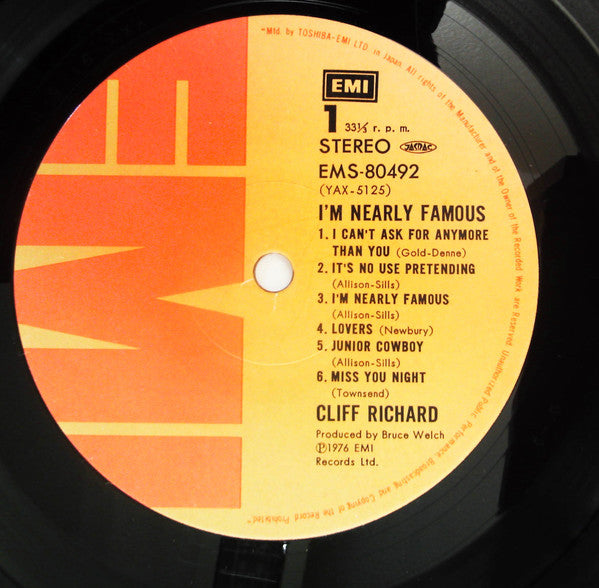 "Mfd. by TOSHIBA-EMI LTD. in Japan. All rights of the Manufacturer and of the Owner of the Recorded Work are Reserved. Unauthorized Public Performance, Broadcasting and Copying of the Record Prohibited."
EMI
EMI
1 33⅓ r. p. m.
STEREO
EMS-80492
(YAX-5125)
I'M NEARLY FAMOUS
1. I CAN'T ASK FOR ANYMORE
THAN YOU (Gold-Denne)
2. IT'S NO USE PRETENDING
(Allison-Sills)
3. I'M NEARLY FAMOUS
(Allison-Sills)
4. LOVERS (Newbury)
5. JUNIOR COWBOY
(Allison-Sills)
6. MISS YOU NIGHT
(Townsend)
CLIFF RICHARD
Produced by Bruce Welch
Ⓟ1976 EMI
Records Ltd.